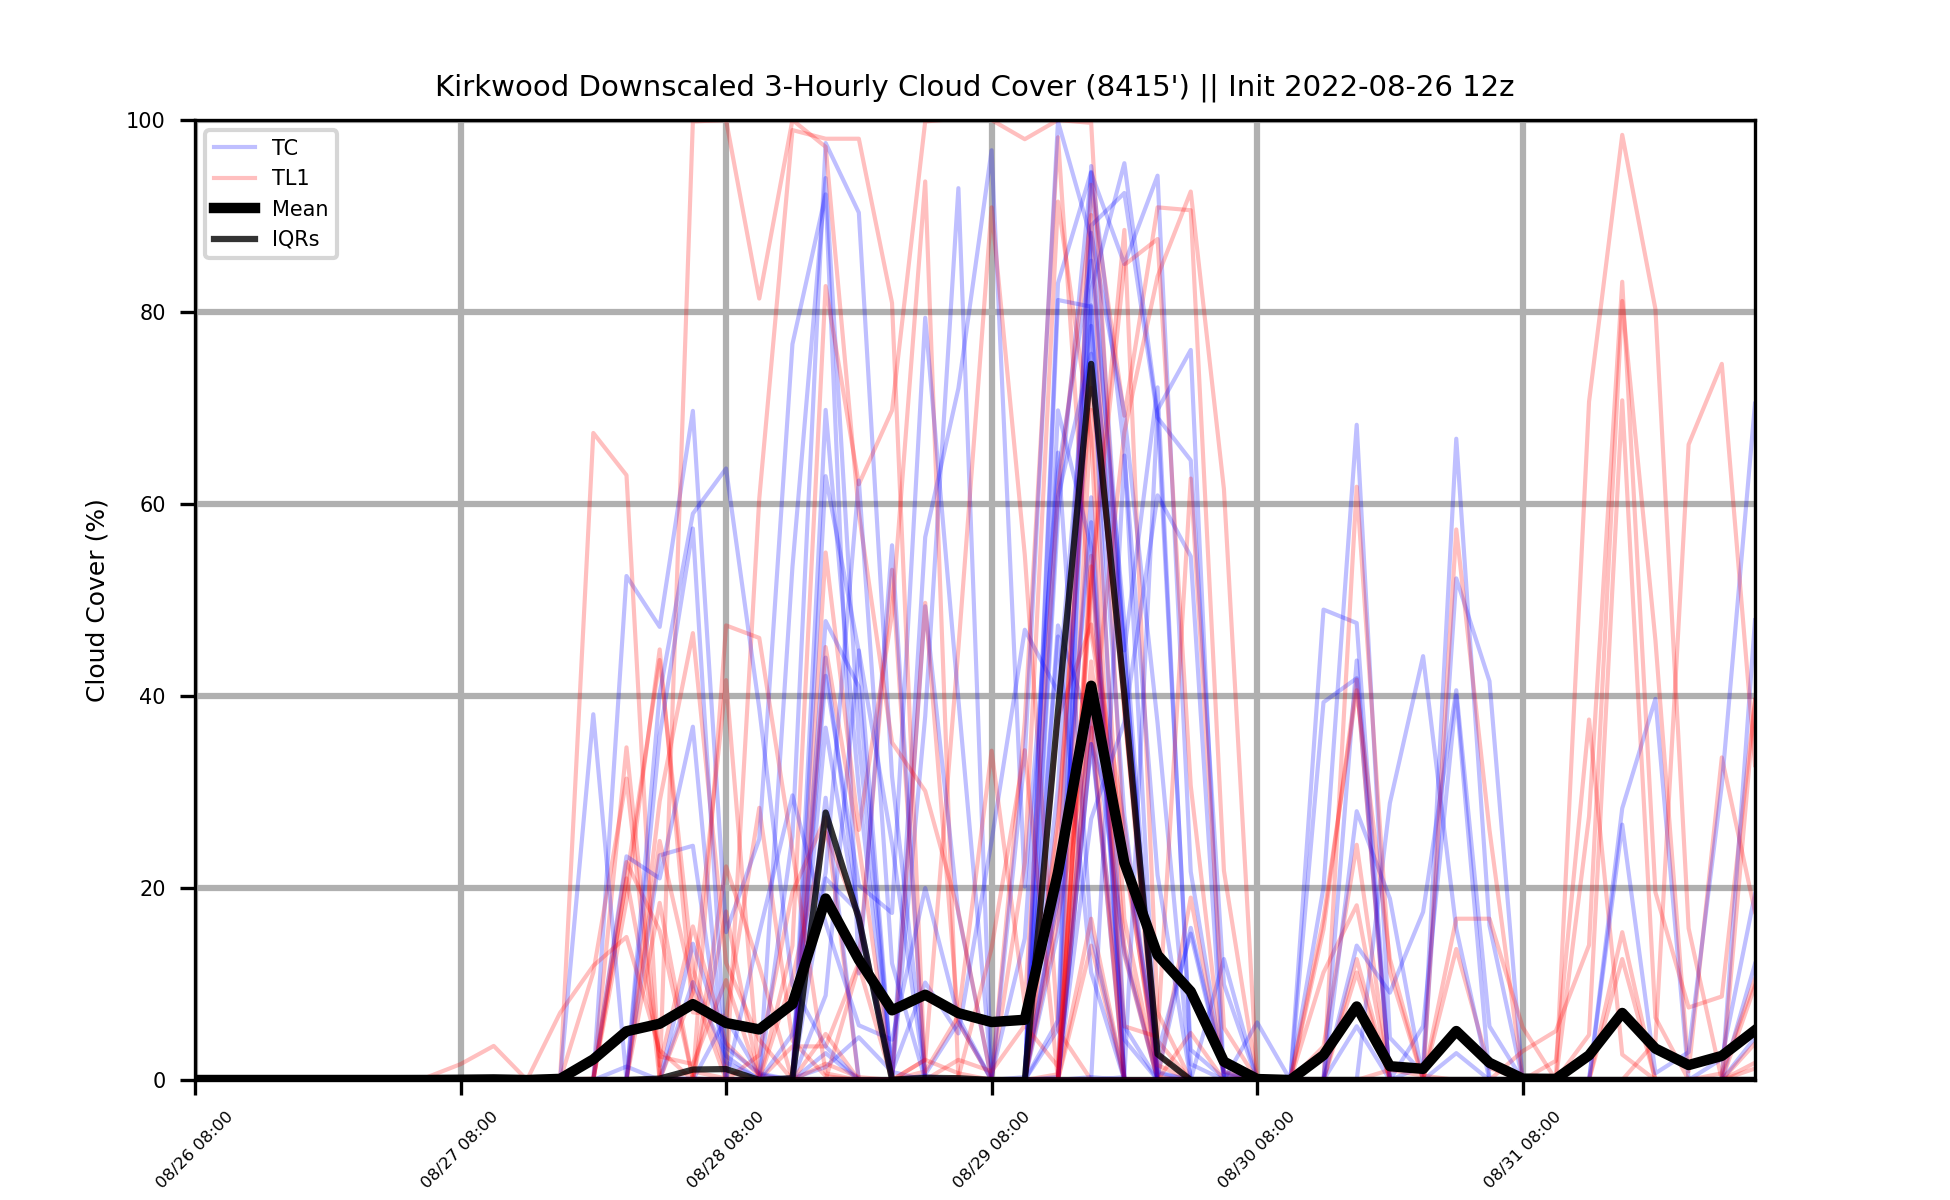 Kirkwood Downscaled 3-Hourly Cloud Cover (8415') || Init 2022-08-26 12z
TC
TL1
Mean
IQRs
Cloud Cover (%)
100
80
60
40
20
0
08/26 08:00
08/27 08:00
08/28 08:00
08/29 08:00
08/30 08:00
08/31 08:00